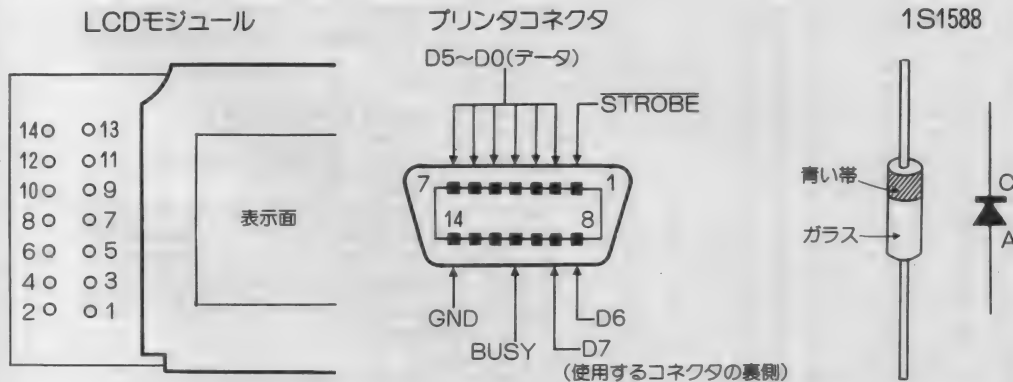 LCDモジュール
14 13
12 11
10 9
8 7
6 5
4 3
2 1
表示面
プリンタコネクタ
D5~D0(データ)
STROBE
7 1
14 8
GND
BUSY
D6
D7
(使用するコネクタの裏側)
1S1588
青い帯
ガラス
C
A